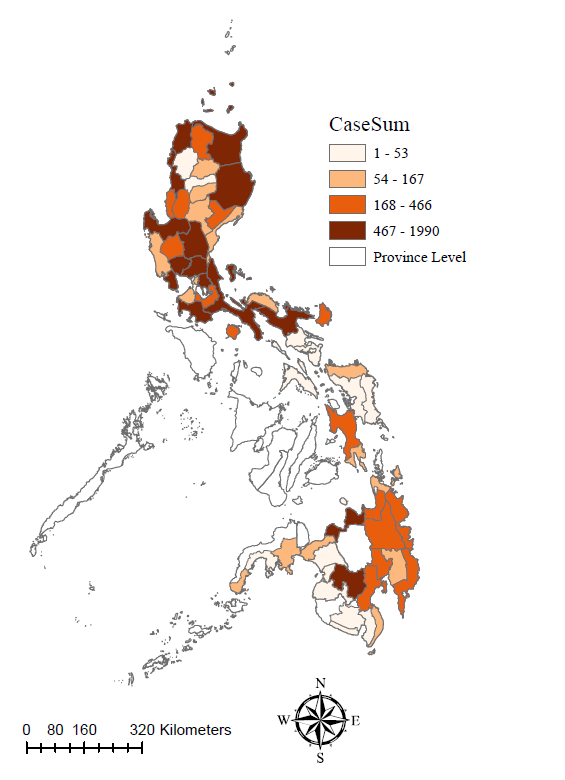 CaseSum
1 - 53
54 - 167
168 - 466
467 - 1990
Province Level
N
W E
S
0 80 160 320 Kilometers